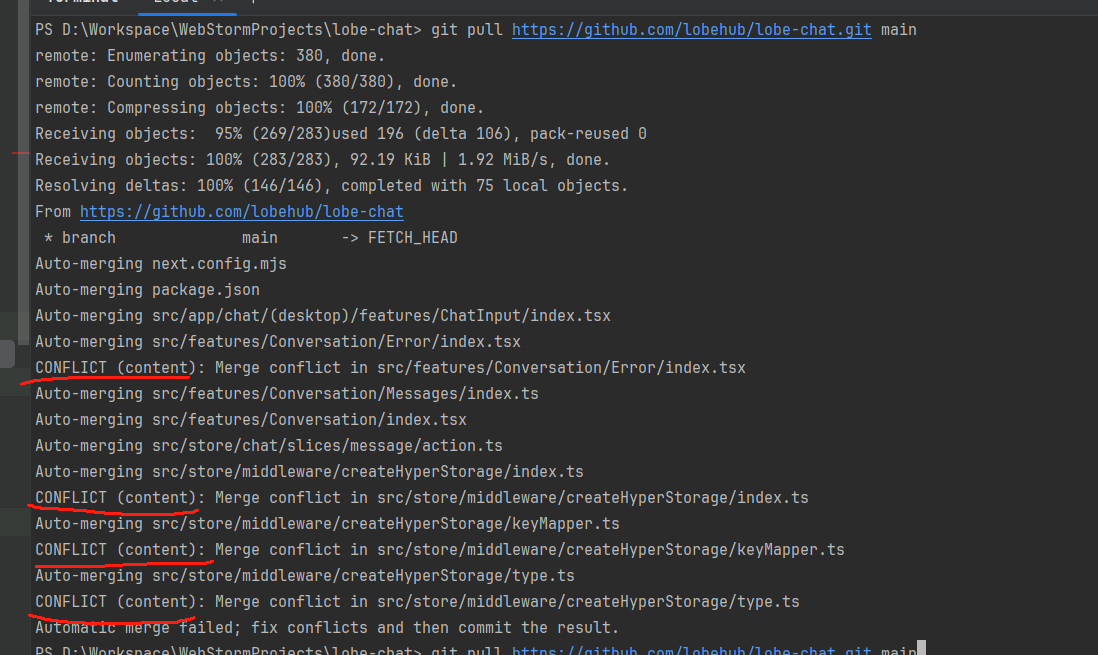 Terminal Local
PS D:\Workspace\WebStormProjects\lobe-chat> git pull https://github.com/lobehub/lobe-chat.git main
remote: Enumerating objects: 380, done.
remote: Counting objects: 100% (380/380), done.
remote: Compressing objects: 100% (172/172), done.
Receiving objects:  95% (269/283)used 196 (delta 106), pack-reused 0
Receiving objects: 100% (283/283), 92.19 KiB | 1.92 MiB/s, done.
Resolving deltas: 100% (146/146), completed with 75 local objects.
From https://github.com/lobehub/lobe-chat
 * branch              main       -> FETCH_HEAD
Auto-merging next.config.mjs
Auto-merging package.json
Auto-merging src/app/chat/(desktop)/features/ChatInput/index.tsx
Auto-merging src/features/Conversation/Error/index.tsx
CONFLICT (content): Merge conflict in src/features/Conversation/Error/index.tsx
Auto-merging src/features/Conversation/Messages/index.ts
Auto-merging src/features/Conversation/index.tsx
Auto-merging src/store/chat/slices/message/action.ts
Auto-merging src/store/middleware/createHyperStorage/index.ts
CONFLICT (content): Merge conflict in src/store/middleware/createHyperStorage/index.ts
Auto-merging src/store/middleware/createHyperStorage/keyMapper.ts
CONFLICT (content): Merge conflict in src/store/middleware/createHyperStorage/keyMapper.ts
Auto-merging src/store/middleware/createHyperStorage/type.ts
CONFLICT (content): Merge conflict in src/store/middleware/createHyperStorage/type.ts
Automatic merge failed; fix conflicts and then commit the result.
PS D:\Workspace\WebStormProjects\lobe-chat> git pull https://github.com/lobehub/lobe-chat.git main